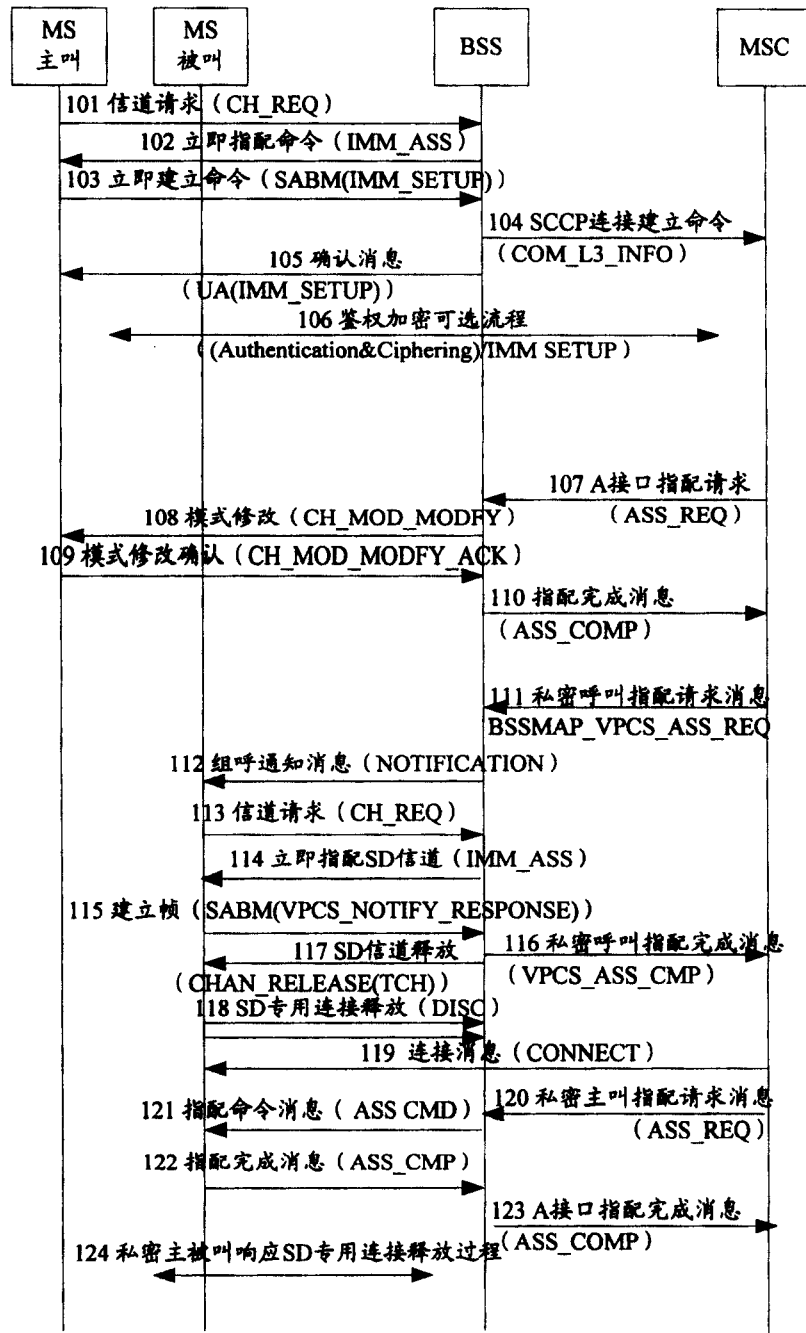 MS
主叫
MS
被叫
BSS
MSC
101 信道请求（CH_REQ）
102 立即指配命令（IMM_ASS）
103 立即建立命令（SABM(IMM_SETUP)）
104 SCCP连接建立命令
（COM_L3_INFO）
105 确认消息
（UA(IMM_SETUP)）
106 鉴权加密可选流程
（(Authentication&Ciphering)/IMM SETUP）
107 A接口指配请求
（ASS_REQ）
108 模式修改（CH_MOD_MODFY）
109 模式修改确认（CH_MOD_MODFY_ACK）
110 指配完成消息
（ASS_COMP）
111 私密呼叫指配请求消息
BSSMAP_VPCS_ASS_REQ
112 组呼通知消息（NOTIFICATION）
113 信道请求（CH_REQ）
114 立即指配SD信道（IMM_ASS）
115 建立帧（SABM(VPCS_NOTIFY_RESPONSE)）
116 私密呼叫指配完成消息
（VPCS_ASS_CMP）
117 SD信道释放
（CHAN_RELEASE(TCH)）
118 SD专用连接释放（DISC）
119 连接消息（CONNECT）
120 私密主叫指配请求消息
（ASS_REQ）
121 指配命令消息（ ASS CMD）
122 指配完成消息（ASS_CMP）
123 A接口指配完成消息
（ASS_COMP）
124 私密主被叫响应SD专用连接释放过程